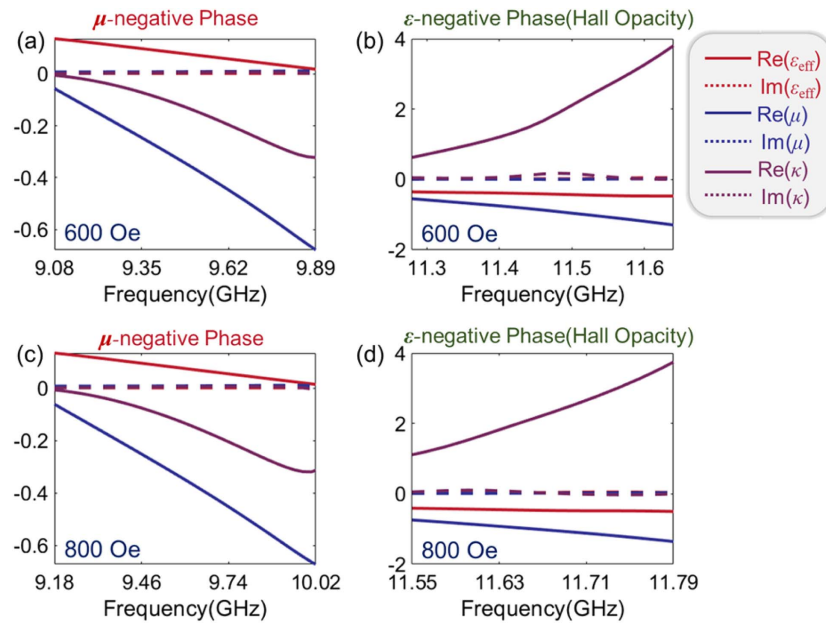 μ-negative Phase
ε-negative Phase(Hall Opacity)
(a)
0
-0.2
-0.4
-0.6
600 Oe
9.08 9.35 9.62 9.89
Frequency(GHz)
(b)
4
2
0
-2
600 Oe
11.3 11.4 11.5 11.6
Frequency(GHz)
Re(εeff)
Im(εeff)
Re(μ)
Im(μ)
Re(κ)
Im(κ)
μ-negative Phase
ε-negative Phase(Hall Opacity)
(c)
0
-0.2
-0.4
-0.6
800 Oe
9.18 9.46 9.74 10.02
Frequency(GHz)
(d)
4
2
0
-2
800 Oe
11.55 11.63 11.71 11.79
Frequency(GHz)